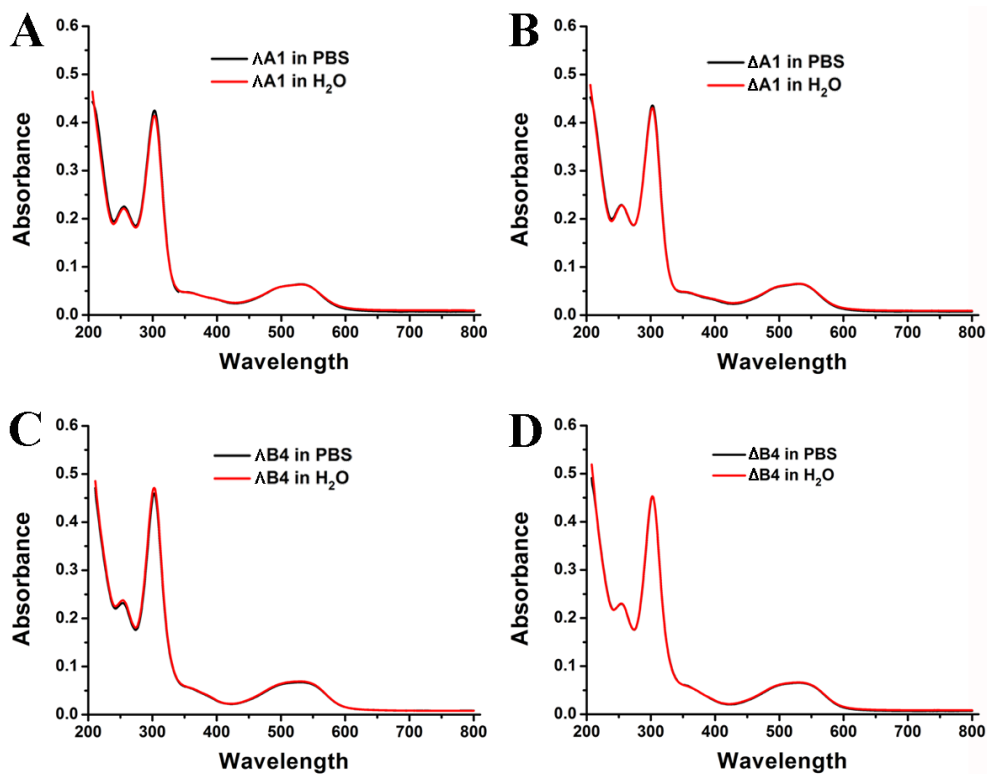 A
0.6
0.5
0.4
0.3
0.2
0.1
0.0
Absorbance
ΛA1 in PBS
ΛA1 in H₂O
200 300 400 500 600 700 800
Wavelength
B
0.6
0.5
0.4
0.3
0.2
0.1
0.0
Absorbance
ΔA1 in PBS
ΔA1 in H₂O
200 300 400 500 600 700 800
Wavelength
C
0.6
0.5
0.4
0.3
0.2
0.1
0.0
Absorbance
ΛB4 in PBS
ΛB4 in H₂O
200 300 400 500 600 700 800
Wavelength
D
0.6
0.5
0.4
0.3
0.2
0.1
0.0
Absorbance
ΔB4 in PBS
ΔB4 in H₂O
200 300 400 500 600 700 800
Wavelength